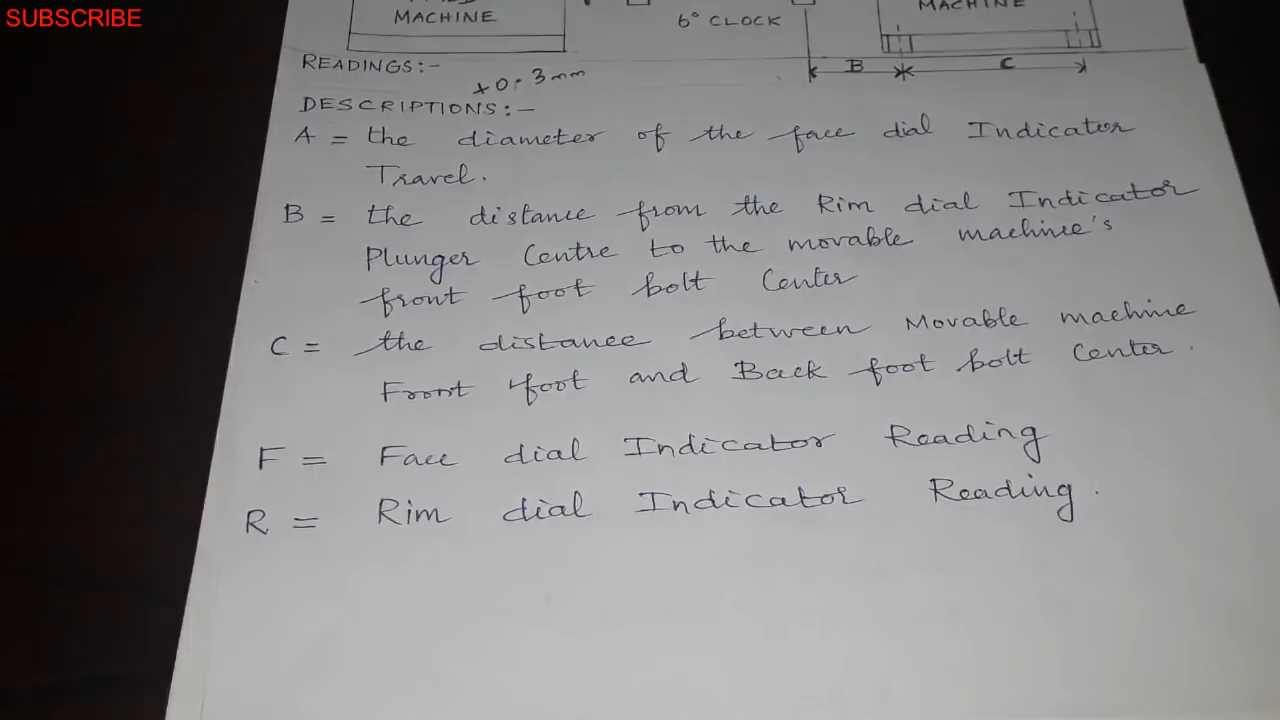 SUBSCRIBE
MACHINE
6° CLOCK
MACHINE
B
C
READINGS:-
+0.3mm
DESCRIPTIONS:-
A = the diameter of the face dial Indicator
Travel.
B = the distance from the Rim dial Indicator
Plunger Centre to the movable machine's
front foot bolt Center
C = the distance between Movable machine
Front foot and Back foot bolt Center.
F = Face dial Indicator Reading
R = Rim dial Indicator Reading.